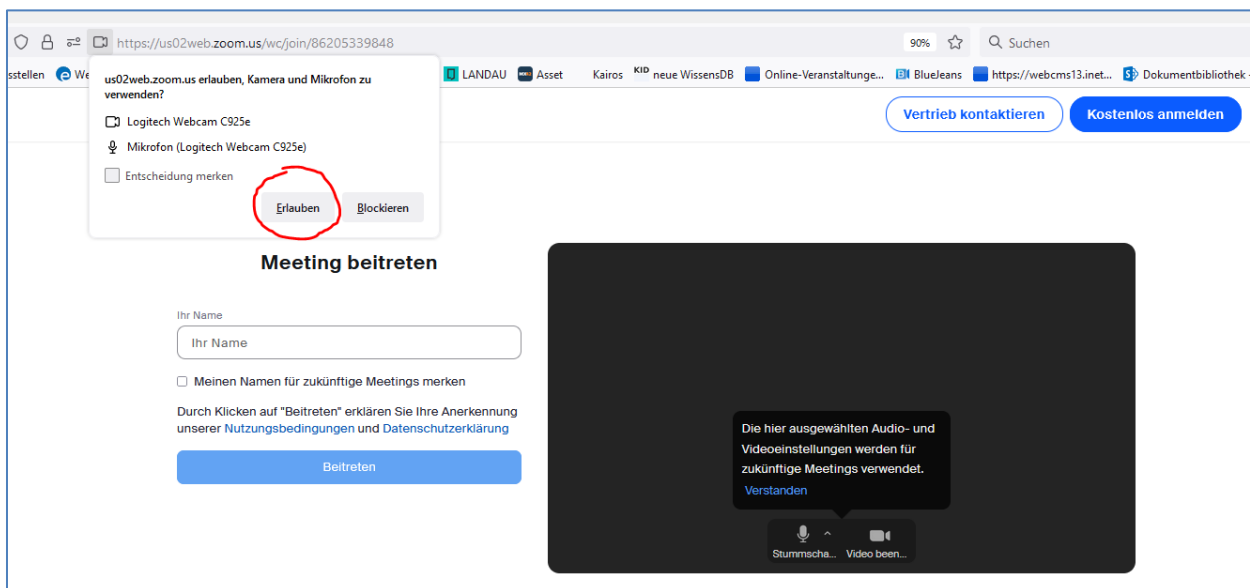 https://us02web.zoom.us/wc/join/86205339848
90%
Suchen
sstellen
We
LANDAU
Asset
Kairos
KID neue WissensDB
Online-Veranstaltunge...
BlueJeans
https://webcms13.inet...
Dokumentbibliothek -
us02web.zoom.us erlauben, Kamera und Mikrofon zu
verwenden?
Logitech Webcam C925e
Mikrofon (Logitech Webcam C925e)
Entscheidung merken
Erlauben
Blockieren
Vertrieb kontaktieren
Kostenlos anmelden
Meeting beitreten
Ihr Name
Ihr Name
Meinen Namen für zukünftige Meetings merken
Durch Klicken auf "Beitreten" erklären Sie Ihre Anerkennung
unserer Nutzungsbedingungen und Datenschutzerklärung
Beitreten
Die hier ausgewählten Audio- und
Videoeinstellungen werden für
zukünftige Meetings verwendet.
Verstanden
Stummscha...
Video been...